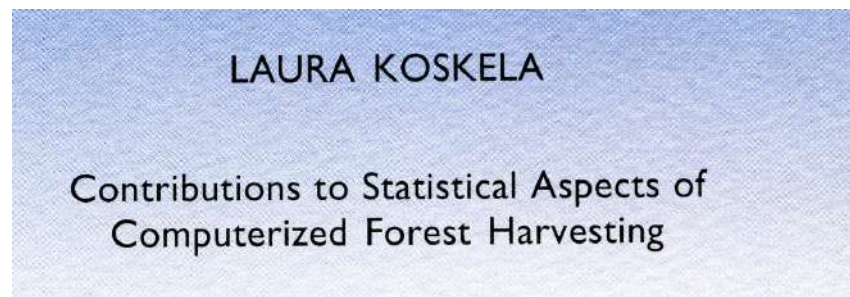 LAURA KOSKELA
Contributions to Statistical Aspects of
Computerized Forest Harvesting